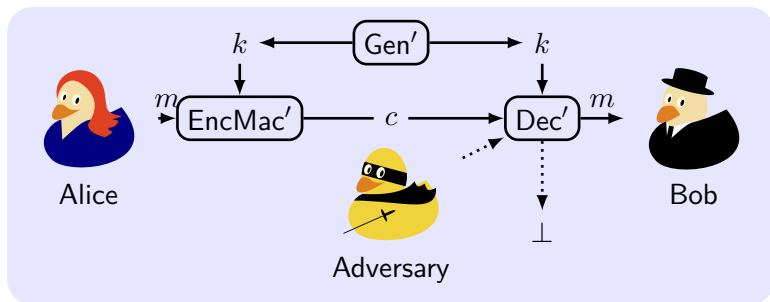 k Gen′ k
m EncMac′ c Dec′ m
Alice Bob
⊥
Adversary